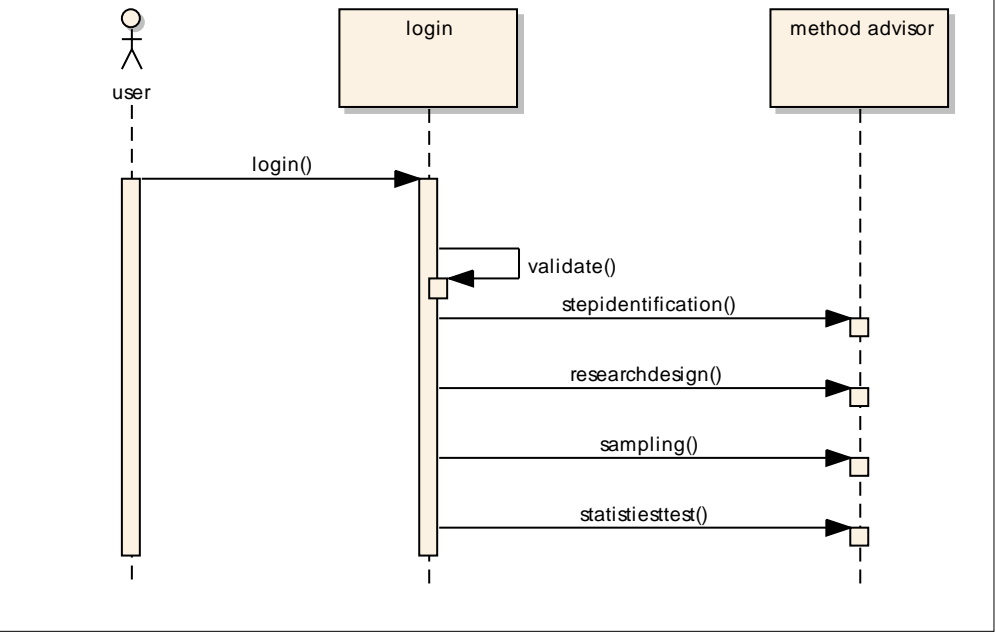 login
method advisor
user
login()
validate()
stepidentification()
researchdesign()
sampling()
statistiesttest()